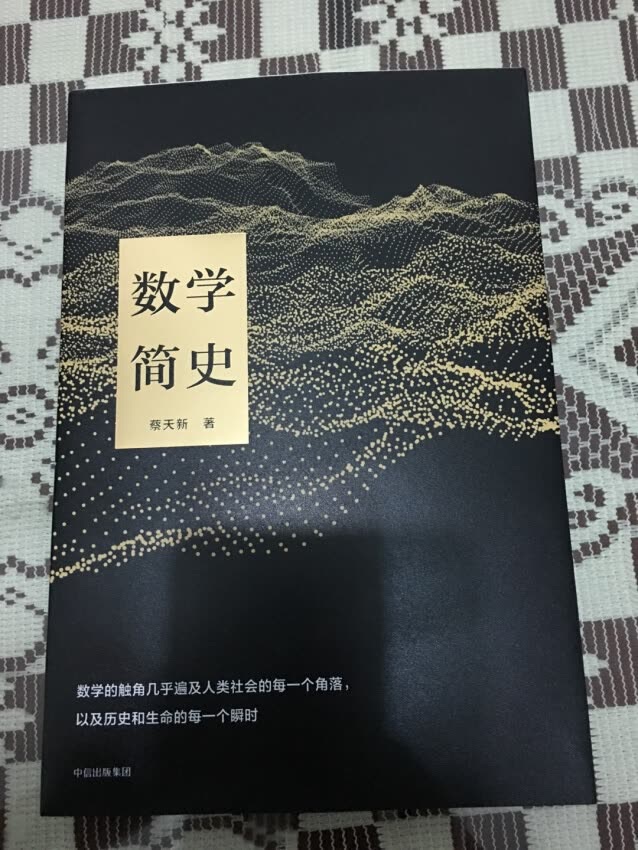 数学
简史
蔡天新 著
数学的触角几乎遍及人类社会的每一个角落，
以及历史和生命的每一个瞬时
中信出版集团